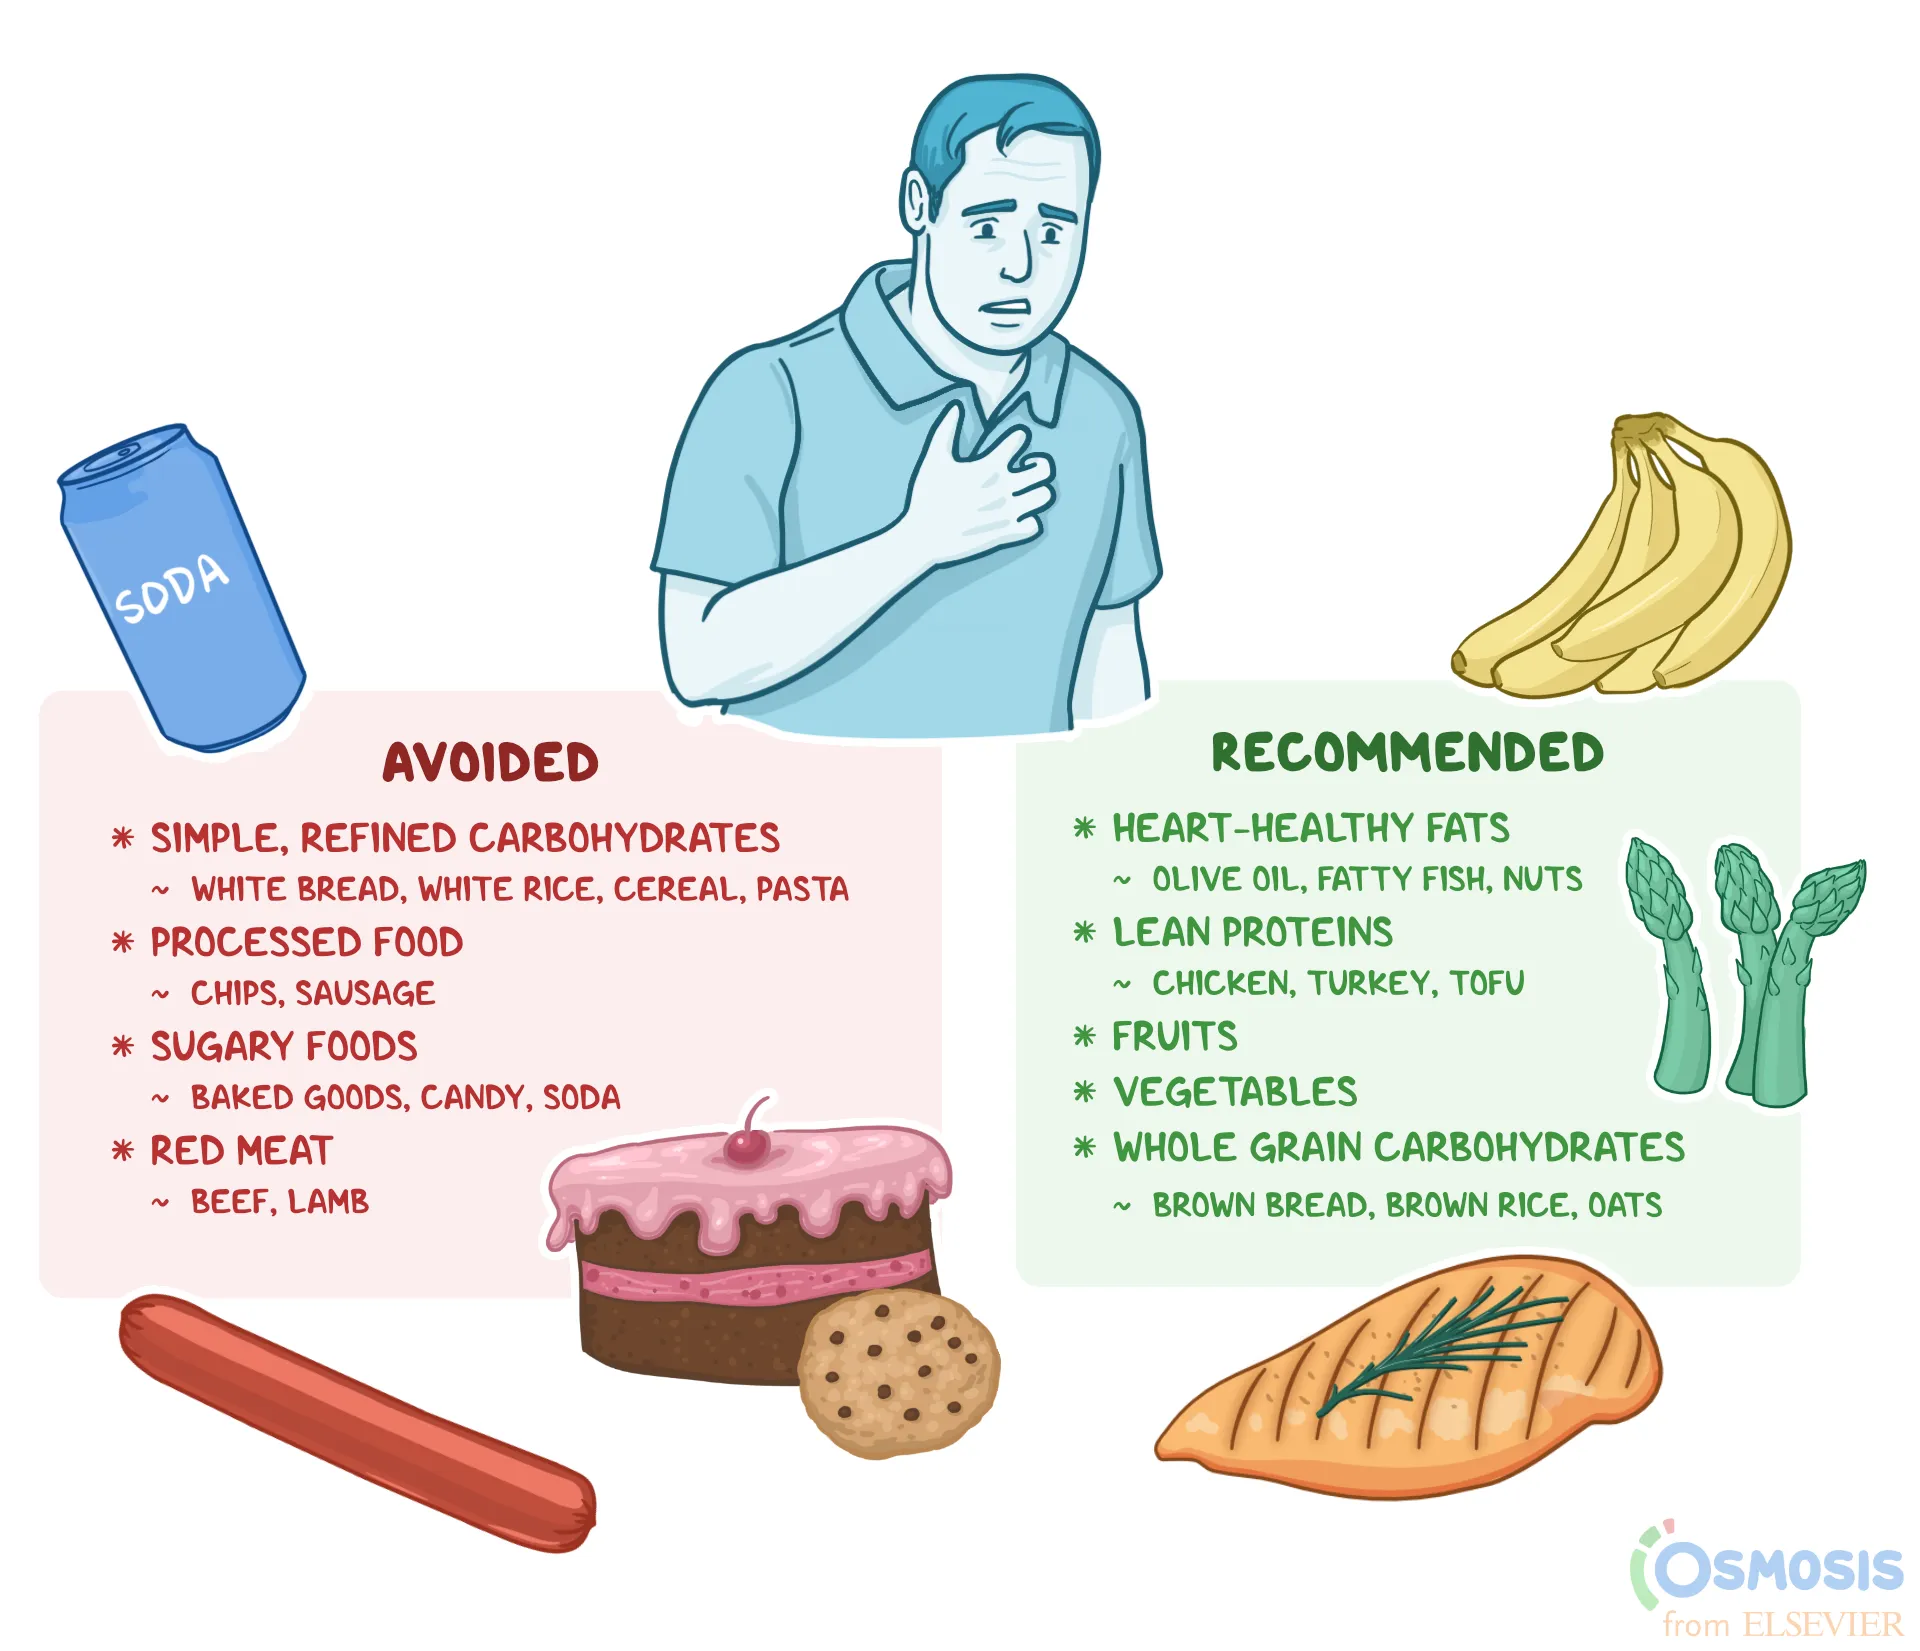 SODA
AVOIDED
* SIMPLE, REFINED CARBOHYDRATES
~ WHITE BREAD, WHITE RICE, CEREAL, PASTA
* PROCESSED FOOD
~ CHIPS, SAUSAGE
* SUGARY FOODS
~ BAKED GOODS, CANDY, SODA
* RED MEAT
~ BEEF, LAMB
RECOMMENDED
* HEART-HEALTHY FATS
~ OLIVE OIL, FATTY FISH, NUTS
* LEAN PROTEINS
~ CHICKEN, TURKEY, TOFU
* FRUITS
* VEGETABLES
* WHOLE GRAIN CARBOHYDRATES
~ BROWN BREAD, BROWN RICE, OATS
OSMOSIS
from ELSEVIER